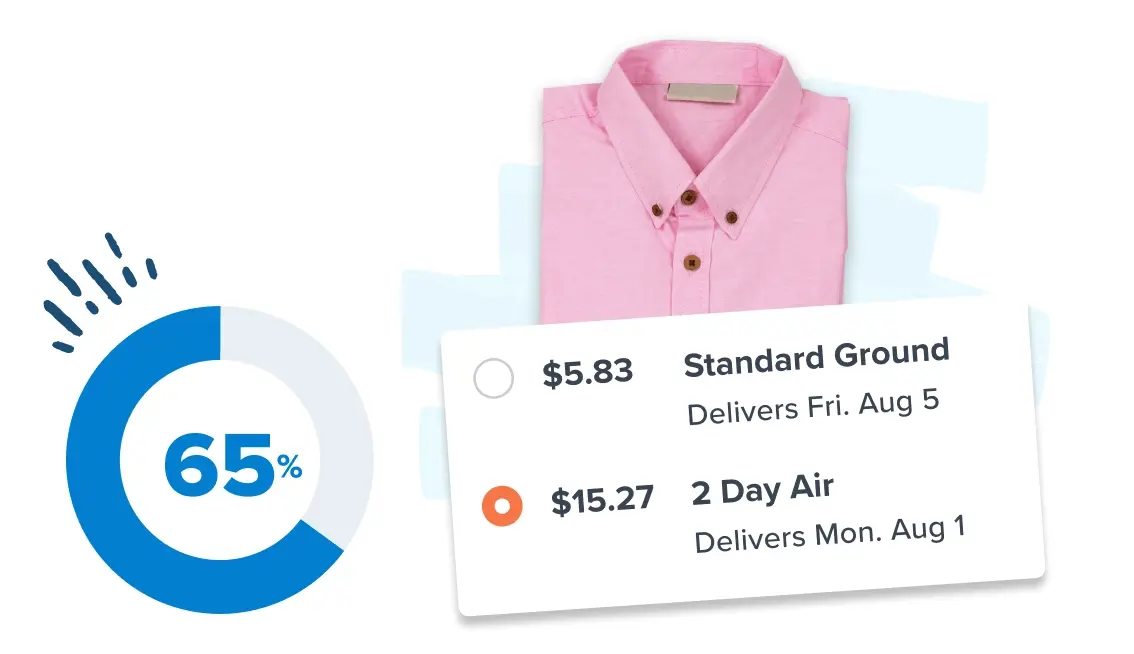 65%
$5.83 Standard Ground
Delivers Fri. Aug 5
$15.27 2 Day Air
Delivers Mon. Aug 1